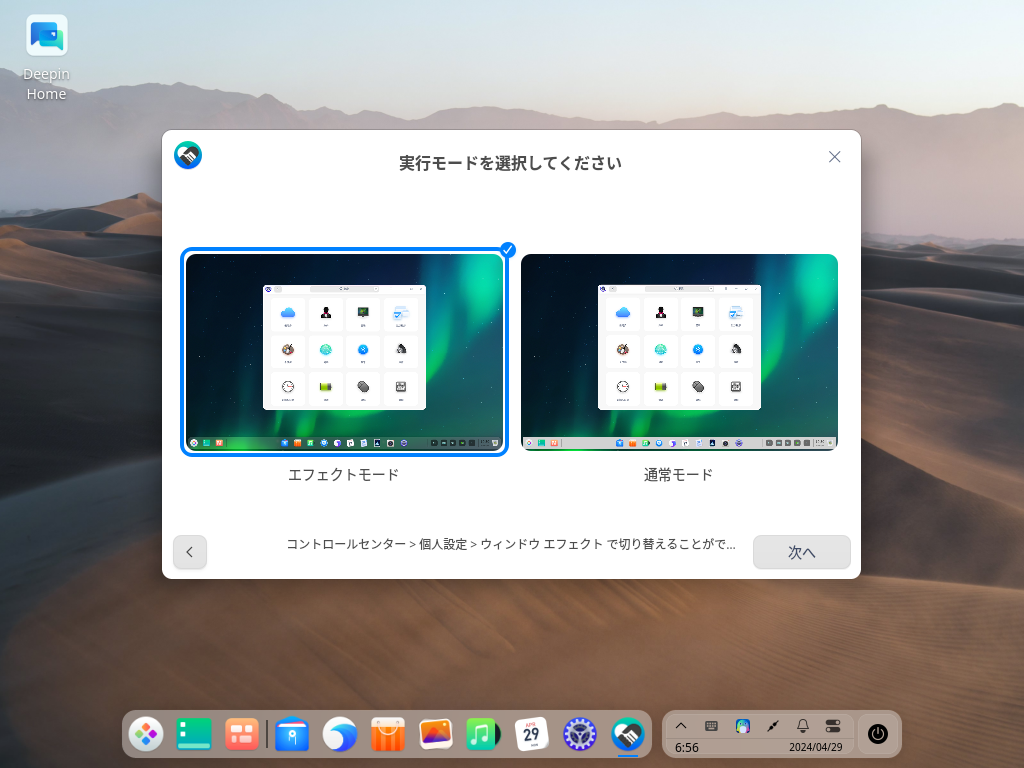 Deepin
Home
実行モードを選択してください
エフェクトモード
通常モード
コントロールセンター > 個人設定 > ウィンドウ エフェクト で切り替えることがで...
次へ
APR
29
6:56
2024/04/29